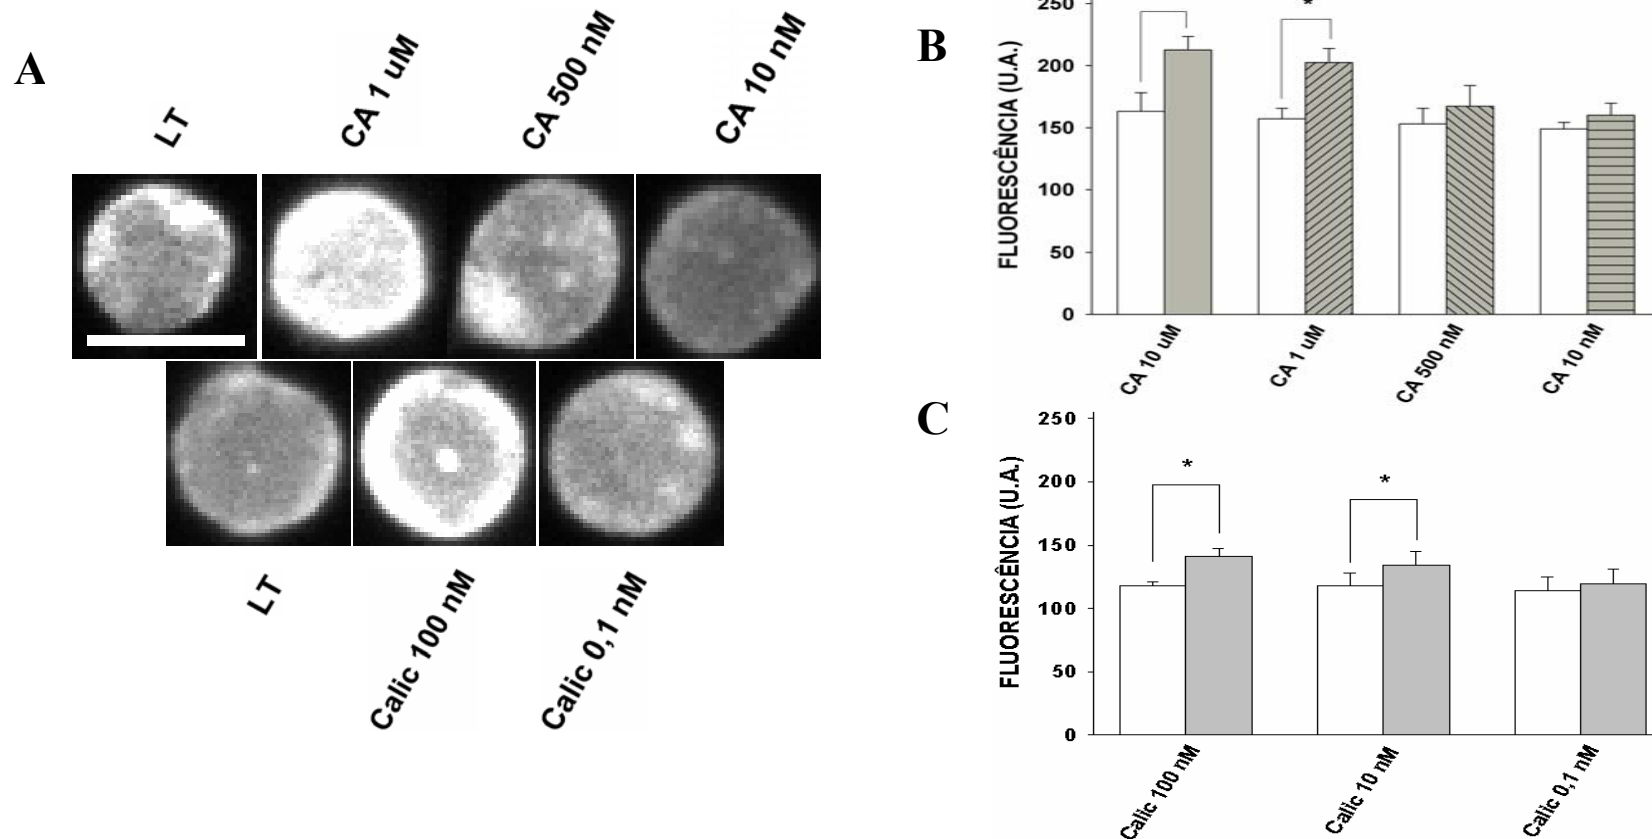 A
LT
CA 1 uM
CA 500 nM
CA 10 nM
LT
Calic 100 nM
Calic 0,1 nM
B
FLUORESCÊNCIA (U.A.)
250
200
150
100
50
0
*
CA 10 uM
CA 1 uM
CA 500 nM
CA 10 nM
C
FLUORESCÊNCIA (U.A.)
250
200
150
100
50
0
*
*
Calic 100 nM
Calic 10 nM
Calic 0,1 nM